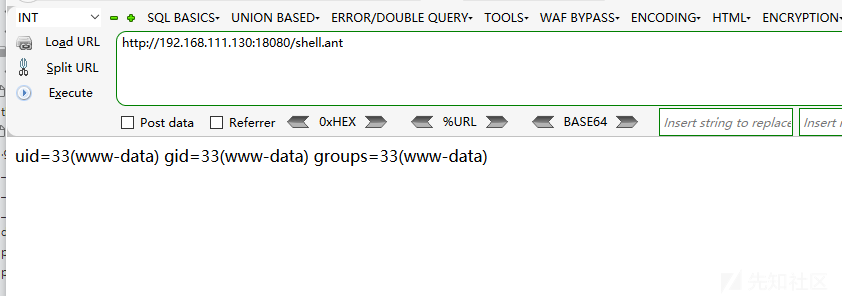 INT SQL BASICS UNION BASED ERROR/DOUBLE QUERY TOOLS WAF BYPASS ENCODING HTML ENCRYPTION
Load URL http://192.168.111.130:18080/shell.ant
Split URL
Execute
Post data Referrer 0xHEX %URL BASE64 Insert string to replace Insert r
uid=33(www-data) gid=33(www-data) groups=33(www-data)
先知社区